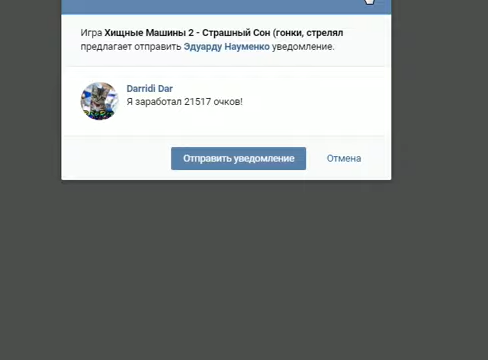 Игра Хищные Машины 2 - Страшный Сон (гонки, стрелял
предлагает отправить Эдуарду Науменко уведомление.
Darridi Dar
Я заработал 21517 очков!
Отправить уведомление Отмена